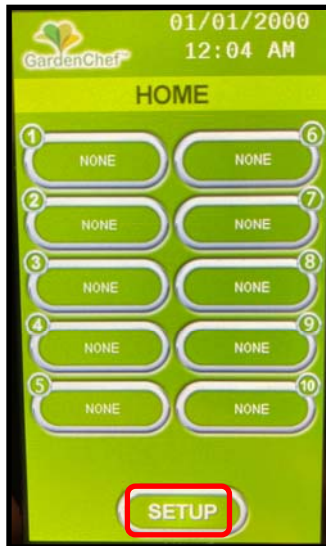 01/01/2000
GardenChef™ 12:04 AM
HOME
1 NONE NONE 6
2 NONE NONE 7
3 NONE NONE 8
4 NONE NONE 9
5 NONE NONE 10
SETUP